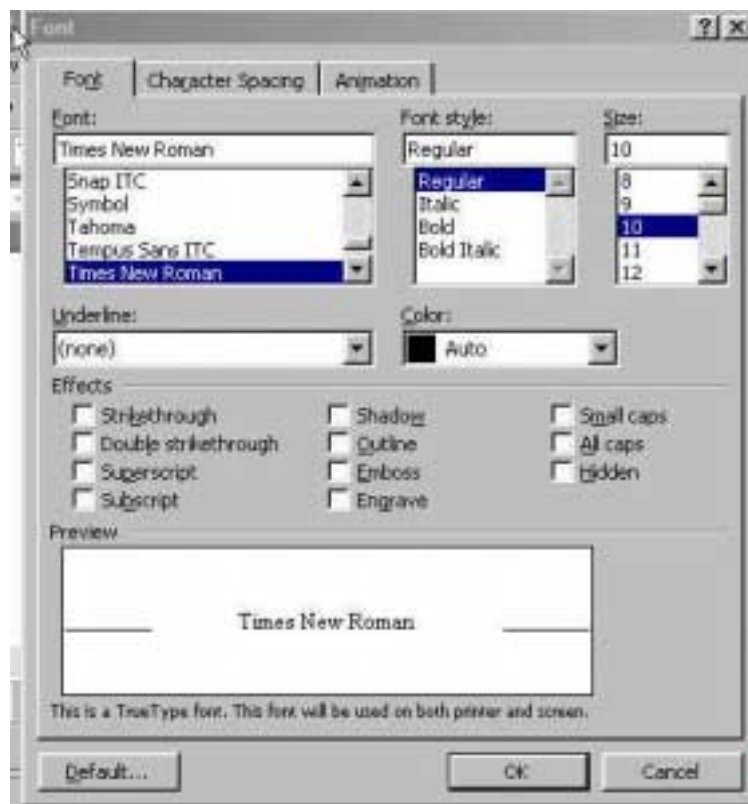 Font
Font
Character Spacing
Animation
Font:
Font style:
Size:
Times New Roman
Regular
10
Snap ITC
Symbol
Tahoma
Tempus Sans ITC
Times New Roman
Regular
Italic
Bold
Bold Italic
8
9
10
11
12
Underline:
Color:
(none)
Auto
Effects
Strikethrough
Shadow
Small caps
Double strikethrough
Outline
All caps
Superscript
Emboss
Hidden
Subscript
Engrave
Preview
Times New Roman
This is a TrueType font. This font will be used on both printer and screen.
Default...
OK
Cancel